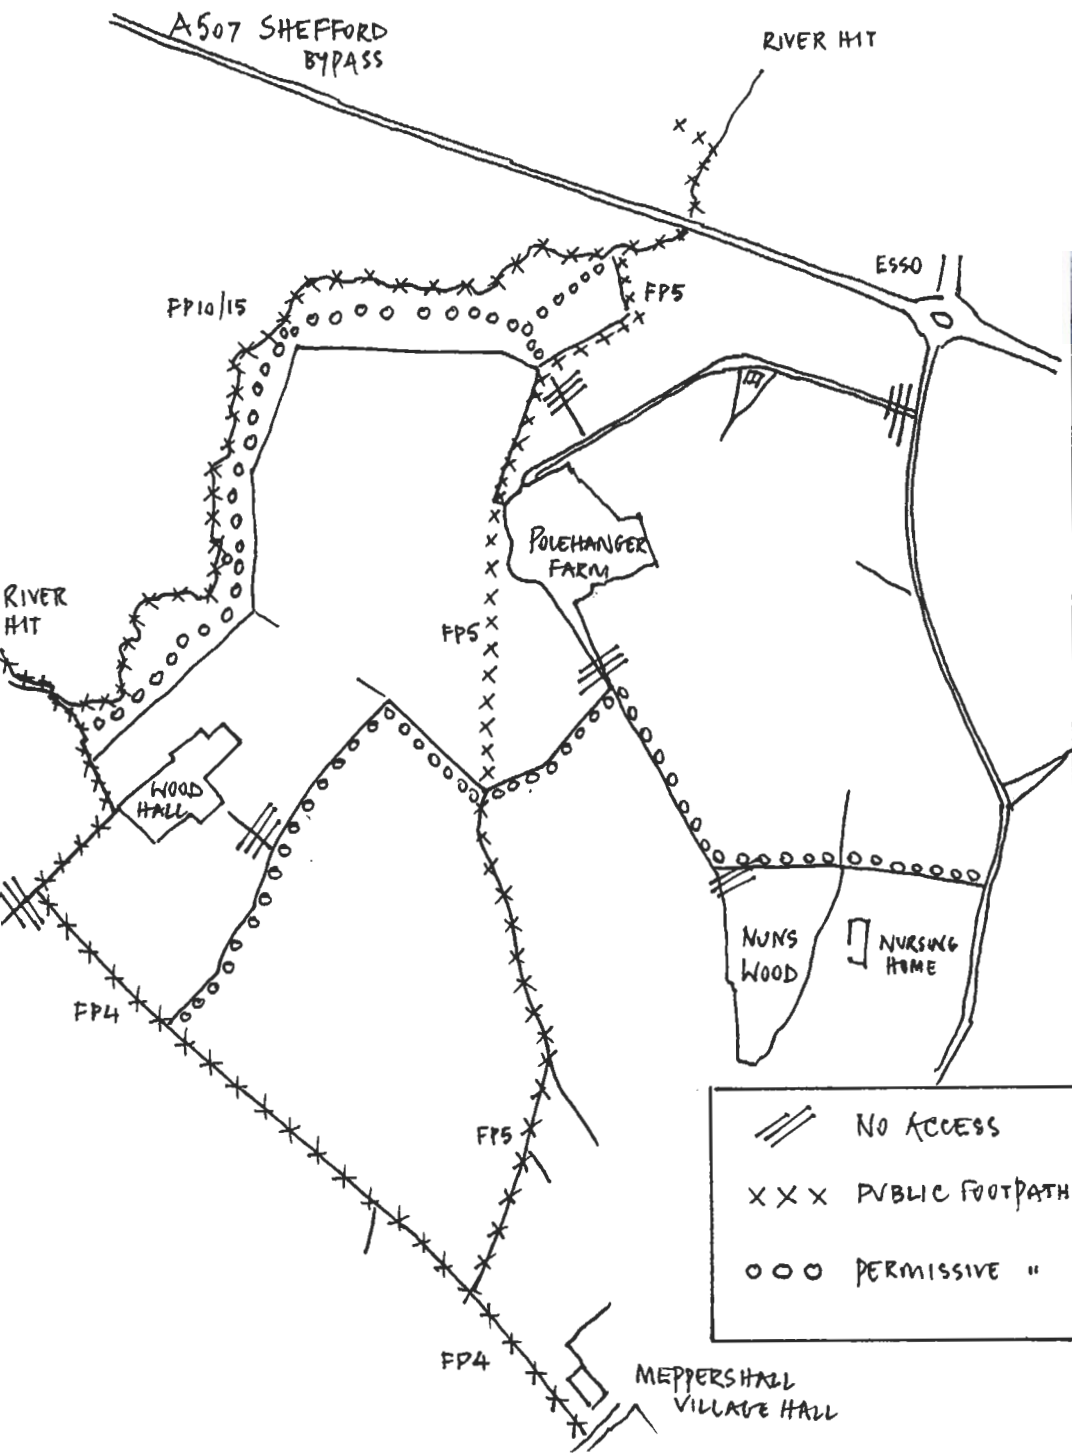 A507 SHEFFORD
BYPASS
RIVER HIT
ESSO
FP10/15
FP5
RIVER
HIT
POLEHANGER
FARM
FP5
WOOD
HALL
NUNS
WOOD
NURSING
HOME
FP4
FP5
NO ACCESS
XXX PUBLIC FOOTPATH
OOO PERMISSIVE "
FP4
MEPPERSHALL
VILLAGE HALL